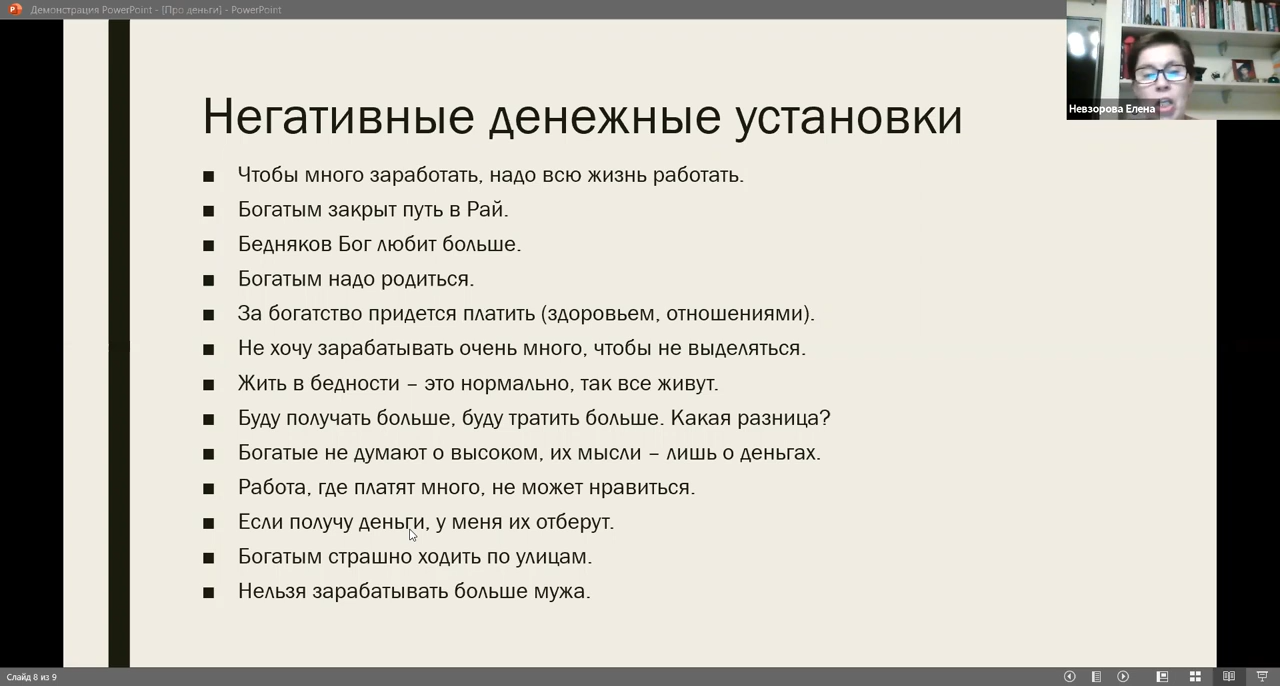 Демонстрация PowerPoint - [Про деньги] - PowerPoint
Невзорова Елена
Негативные денежные установки
■ Чтобы много заработать, надо всю жизнь работать.
■ Богатым закрыт путь в Рай.
■ Бедняков Бог любит больше.
■ Богатым надо родиться.
■ За богатство придется платить (здоровьем, отношениями).
■ Не хочу зарабатывать очень много, чтобы не выделяться.
■ Жить в бедности – это нормально, так все живут.
■ Буду получать больше, буду тратить больше. Какая разница?
■ Богатые не думают о высоком, их мысли – лишь о деньгах.
■ Работа, где платят много, не может нравиться.
■ Если получу деньги, у меня их отберут.
■ Богатым страшно ходить по улицам.
■ Нельзя зарабатывать больше мужа.
Слайд 8 из 9